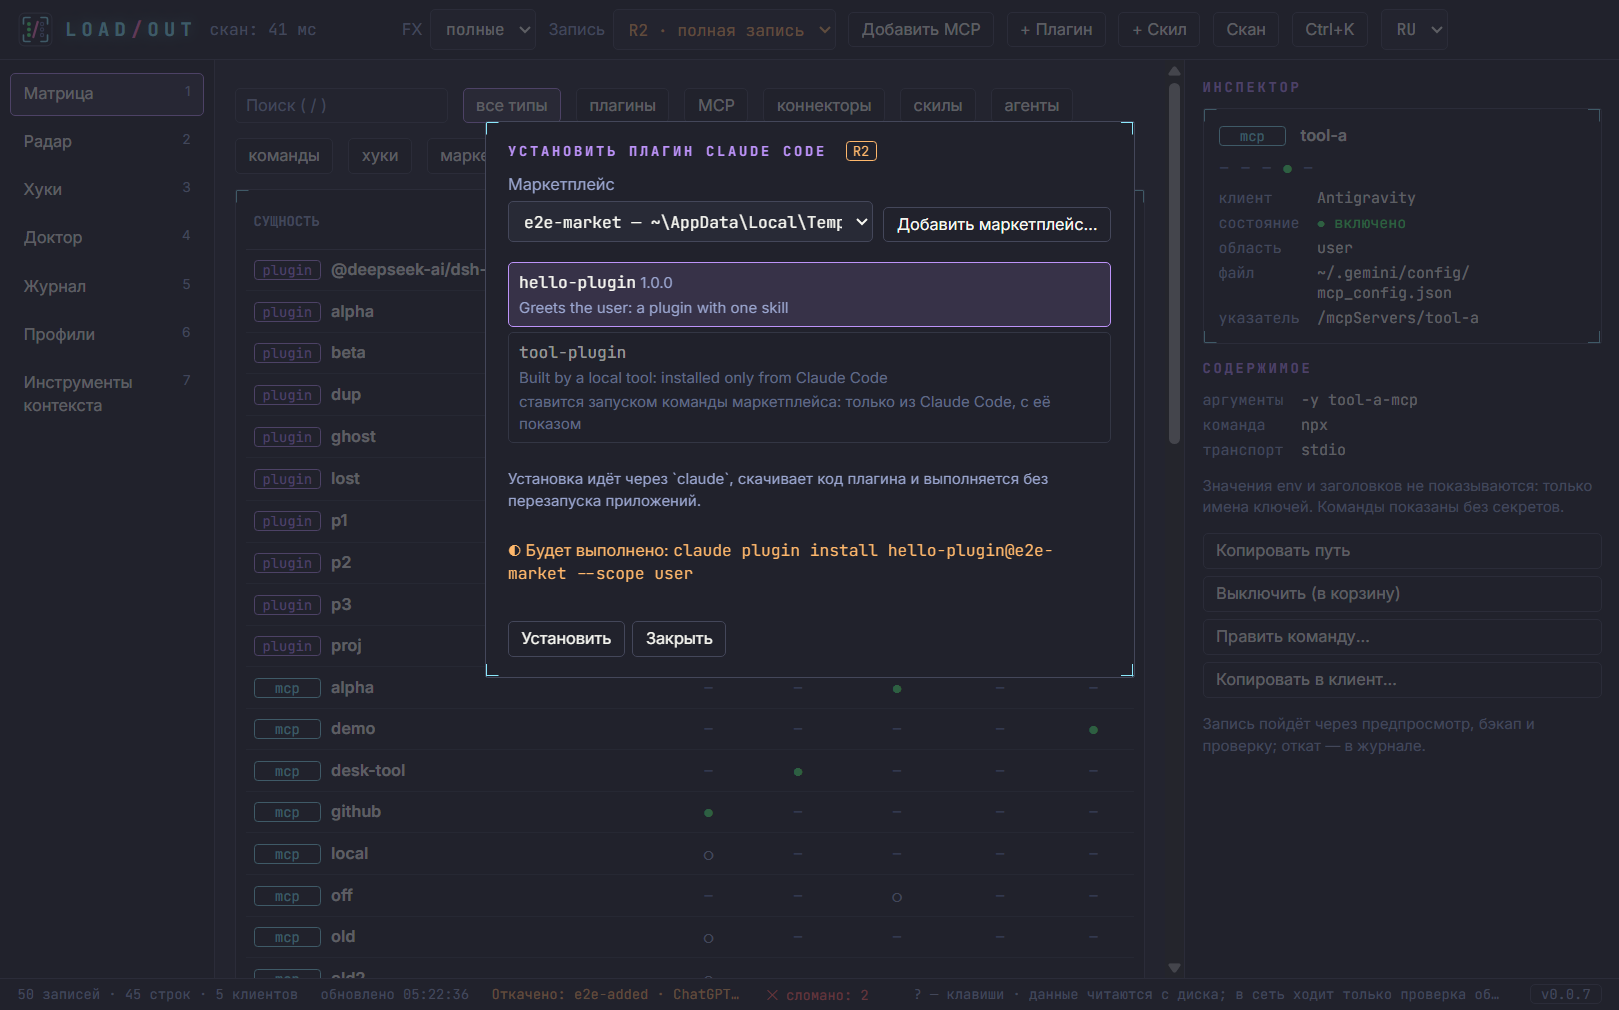 LOAD/OUT скан: 41 мс FX полные Запись R2 · полная запись Добавить MCP + Плагин + Скил Скан Ctrl+K RU
Матрица 1
Радар 2
Хуки 3
Доктор 4
Журнал 5
Профили 6
Инструменты 7
контекста
Поиск ( / ) все типы плагины MCP коннекторы скилы агенты
команды хуки марке
СУЩНОСТЬ
plugin @deepseek-ai/dsh-
plugin alpha
plugin beta
plugin dup
plugin ghost
plugin lost
plugin p1
plugin p2
plugin p3
plugin proj
mcp alpha — — ● — —
mcp demo — — — — ●
mcp desk-tool — ● — — —
mcp github ● — — — —
mcp local ○ — — — —
mcp off — — ○ — —
mcp old ○ — — — —
mcp old2
УСТАНОВИТЬ ПЛАГИН CLAUDE CODE R2
Маркетплейс
e2e-market — ~\AppData\Local\Temp Добавить маркетплейс…
hello-plugin 1.0.0
Greets the user: a plugin with one skill
tool-plugin
Built by a local tool: installed only from Claude Code
ставится запуском команды маркетплейса: только из Claude Code, с её
показом
Установка идёт через `claude`, скачивает код плагина и выполняется без
перезапуска приложений.
◐ Будет выполнено: claude plugin install hello-plugin@e2e-
market --scope user
Установить Закрыть
ИНСПЕКТОР
mcp tool-a
— — — ● —
клиент Antigravity
состояние ● включено
область user
файл ~/.gemini/config/
mcp_config.json
указатель /mcpServers/tool-a
СОДЕРЖИМОЕ
аргументы -y tool-a-mcp
команда npx
транспорт stdio
Значения env и заголовков не показываются: только
имена ключей. Команды показаны без секретов.
Копировать путь
Выключить (в корзину)
Править команду…
Копировать в клиент…
Запись пойдёт через предпросмотр, бэкап и
проверку; откат — в журнале.
50 записей · 45 строк · 5 клиентов обновлено 05:22:36 Откачено: e2e-added · ChatGPT… ✕ сломано: 2 ? — клавиши · данные читаются с диска; в сеть ходит только проверка об… v0.0.7